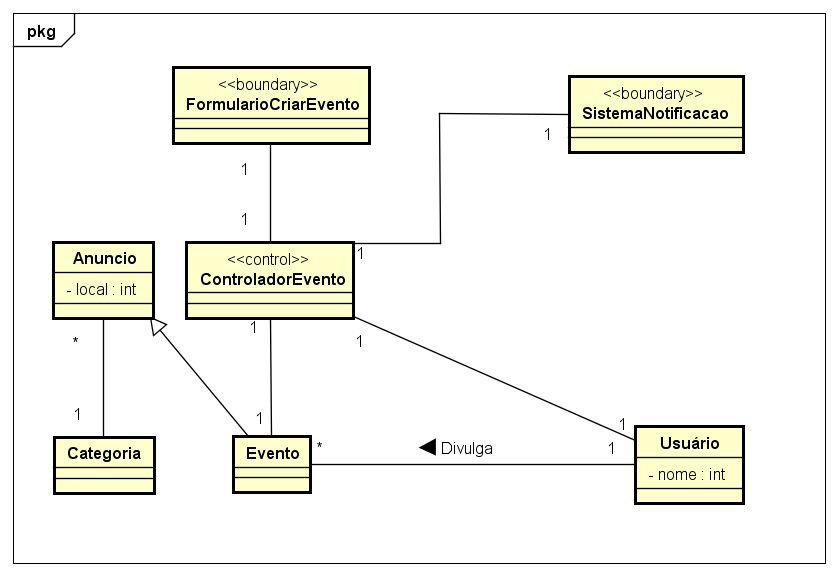 pkg
<<boundary>>
FormularioCriarEvento
<<boundary>>
SistemaNotificacao
1
1
1
1
Anuncio
- local : int
<<control>>
ControladorEvento
*
1
1
1
1
1
1
Categoria
Evento
*
Divulga
1
Usuário
- nome : int